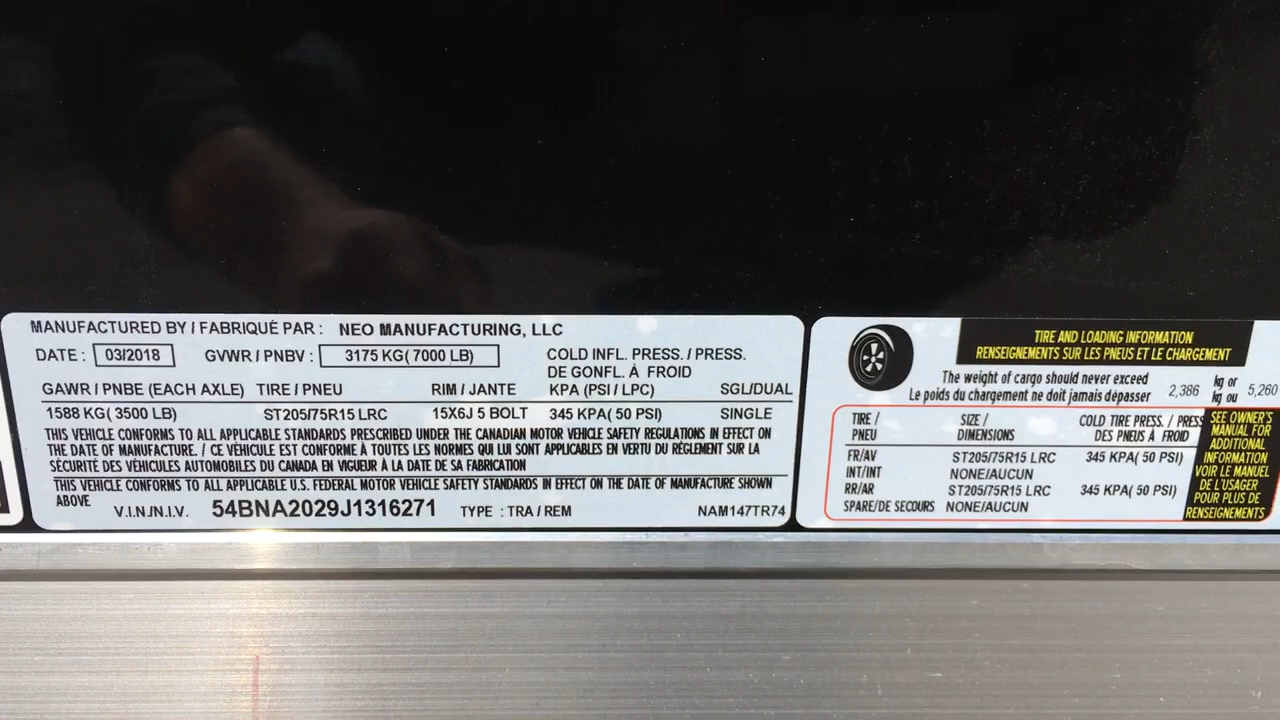 MANUFACTURED BY / FABRIQUÉ PAR : NEO MANUFACTURING, LLC
DATE : 03/2018 GVWR / PNBV : 3175 KG( 7000 LB)
COLD INFL. PRESS. / PRESS.
DE GONFL. À FROID
GAWR / PNBE (EACH AXLE) TIRE / PNEU RIM / JANTE KPA (PSI / LPC) SGL/DUAL
1588 KG( 3500 LB) ST205/75R15 LRC 15X6J 5 BOLT 345 KPA( 50 PSI) SINGLE
THIS VEHICLE CONFORMS TO ALL APPLICABLE STANDARDS PRESCRIBED UNDER THE CANADIAN MOTOR VEHICLE SAFETY REGULATIONS IN EFFECT ON
THE DATE OF MANUFACTURE. / CE VÉHICULE EST CONFORME À TOUTES LES NORMES QUI LUI SONT APPLICABLES EN VERTU DU RÈGLEMENT SUR LA
SÉCURITÉ DES VÉHICULES AUTOMOBILES DU CANADA EN VIGUEUR À LA DATE DE SA FABRICATION
THIS VEHICLE CONFORMS TO ALL APPLICABLE U.S. FEDERAL MOTOR VEHICLE SAFETY STANDARDS IN EFFECT ON THE DATE OF MANUFACTURE SHOWN
ABOVE
V.I.N./N.I.V. 54BNA2029J1316271 TYPE : TRA / REM NAM147TR74
TIRE AND LOADING INFORMATION
RENSEIGNEMENTS SUR LES PNEUS ET LE CHARGEMENT
The weight of cargo should never exceed
Le poids du chargement ne doit jamais dépasser
2,386
kg or
kg ou
5,260
TIRE / SIZE / COLD TIRE PRESS. / PRESS
PNEU DIMENSIONS DES PNEUS À FROID
FR/AV ST205/75R15 LRC 345 KPA( 50 PSI)
INT/INT NONE/AUCUN
RR/AR ST205/75R15 LRC 345 KPA( 50 PSI)
SPARE/DE SECOURS NONE/AUCUN
SEE OWNER'S
MANUAL FOR
ADDITIONAL
INFORMATION
VOIR LE MANUEL
DE L'USAGER
POUR PLUS DE
RENSEIGNEMENTS